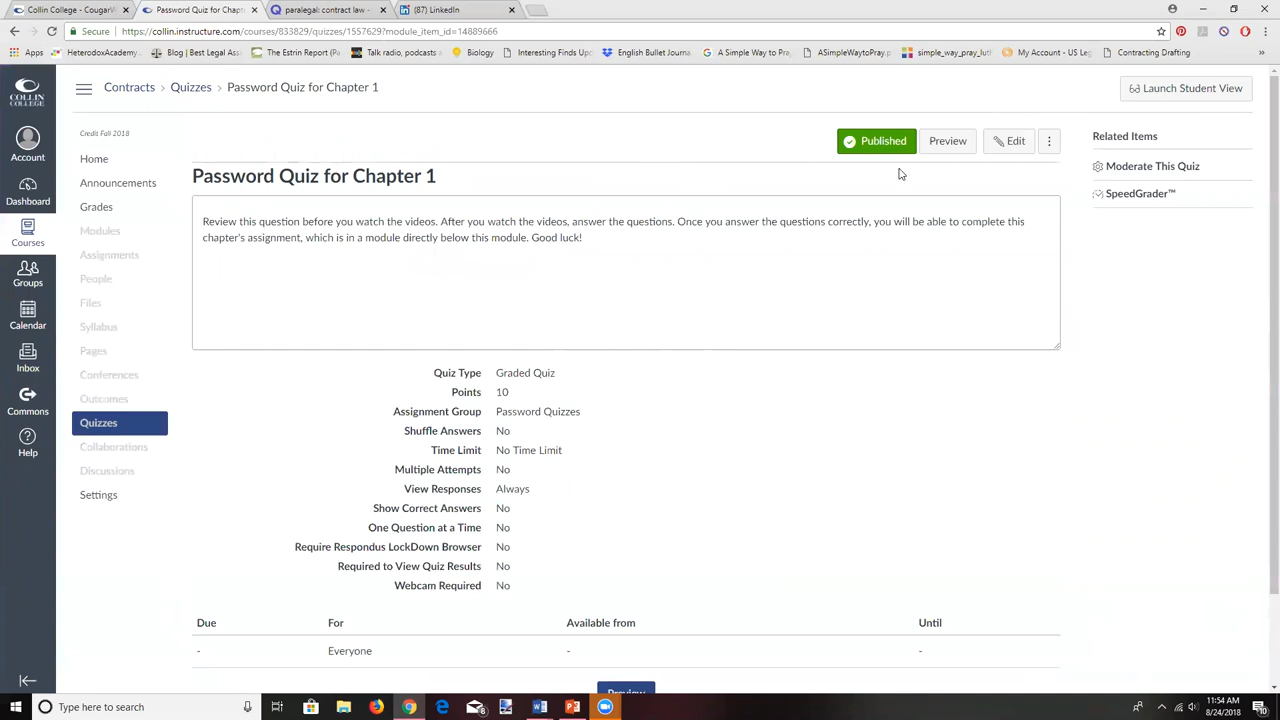 Collin College - CougarW
Password Quiz for Chapt
paralegal: contract law -
(87) LinkedIn
Secure
https://collin.instructure.com/courses/833829/quizzes/1557629?module_item_id=14889666
Apps
HeterodoxAcademy
Blog | Best Legal Ass
The Estrin Report (Pa
Talk radio, podcasts
Biology
Interesting Finds Up
English Bullet Journa
A Simple Way to Pra
ASimpleWaytoPray.p
simple_way_pray_lut
My Account - US Leg
Contracting Drafting
COLLIN COLLEGE
Account
Dashboard
Courses
Groups
Calendar
Inbox
Commons
Help
Contracts > Quizzes > Password Quiz for Chapter 1
Launch Student View
Credit Fall 2018
Home
Announcements
Grades
Modules
Assignments
People
Files
Syllabus
Pages
Conferences
Outcomes
Quizzes
Collaborations
Discussions
Settings
Published
Preview
Edit
Related Items
Moderate This Quiz
SpeedGrader™
Password Quiz for Chapter 1
Review this question before you watch the videos. After you watch the videos, answer the questions. Once you answer the questions correctly, you will be able to complete this
chapter's assignment, which is in a module directly below this module. Good luck!
Quiz Type Graded Quiz
Points 10
Assignment Group Password Quizzes
Shuffle Answers No
Time Limit No Time Limit
Multiple Attempts No
View Responses Always
Show Correct Answers No
One Question at a Time No
Require Respondus LockDown Browser No
Required to View Quiz Results No
Webcam Required No
Due For Available from Until
- Everyone - -
Preview
Type here to search
11:54 AM
8/24/2018